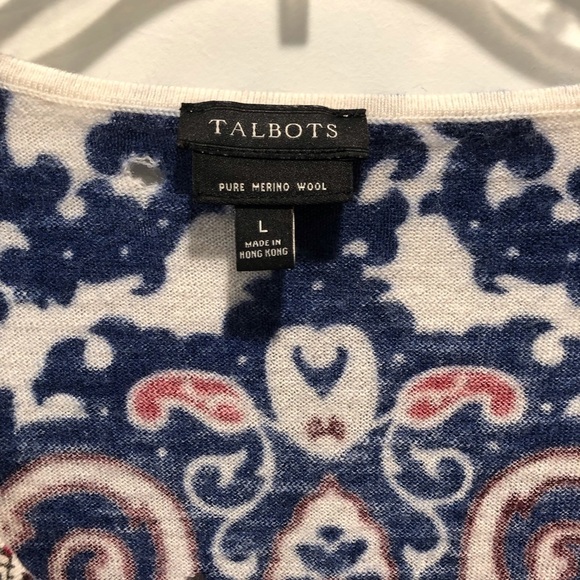 TALBOTS
PURE MERINO WOOL
L
MADE IN
HONG KONG